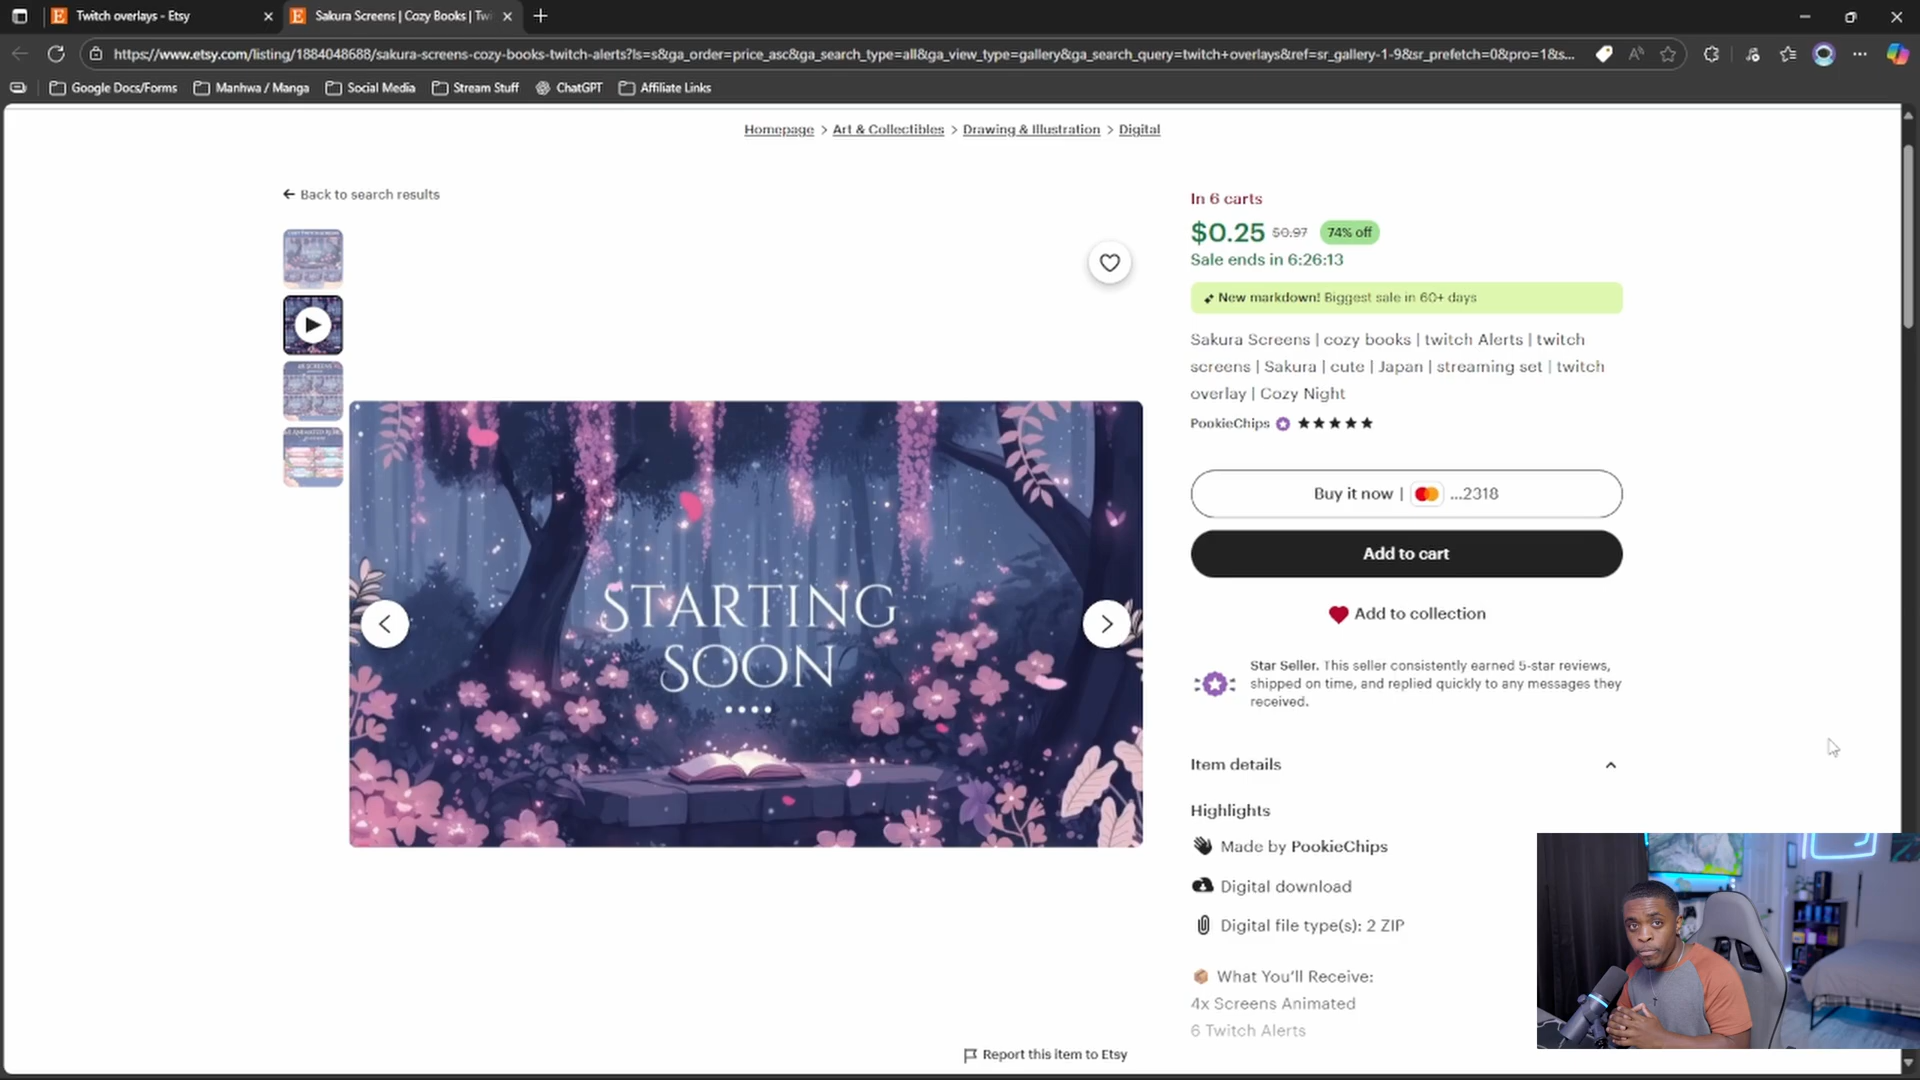 Twitch overlays - Etsy
Sakura Screens | Cozy Books | Twi
https://www.etsy.com/listing/1884048688/sakura-screens-cozy-books-twitch-alerts?ls=s&ga_order=price_asc&ga_search_type=all&ga_view_type=gallery&ga_search_query=twitch+overlays&ref=sr_gallery-1-9&sr_prefetch=0&pro=1&s...
Google Docs/Forms
Manhwa / Manga
Social Media
Stream Stuff
ChatGPT
Affiliate Links
Homepage > Art & Collectibles > Drawing & Illustration > Digital
Back to search results
STARTING
SOON
In 6 carts
$0.25 $0.97 74% off
Sale ends in 6:26:13
New markdown! Biggest sale in 60+ days
Sakura Screens | cozy books | twitch Alerts | twitch
screens | Sakura | cute | Japan | streaming set | twitch
overlay | Cozy Night
PookieChips
Buy it now | ...2318
Add to cart
Add to collection
Star Seller. This seller consistently earned 5-star reviews,
shipped on time, and replied quickly to any messages they
received.
Item details
Highlights
Made by PookieChips
Digital download
Digital file type(s): 2 ZIP
What You'll Receive:
4x Screens Animated
6 Twitch Alerts
Report this item to Etsy